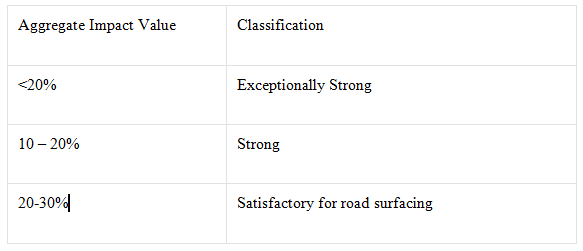 Aggregate Impact Value Classification
<20% Exceptionally Strong
10 – 20% Strong
20-30% Satisfactory for road surfacing